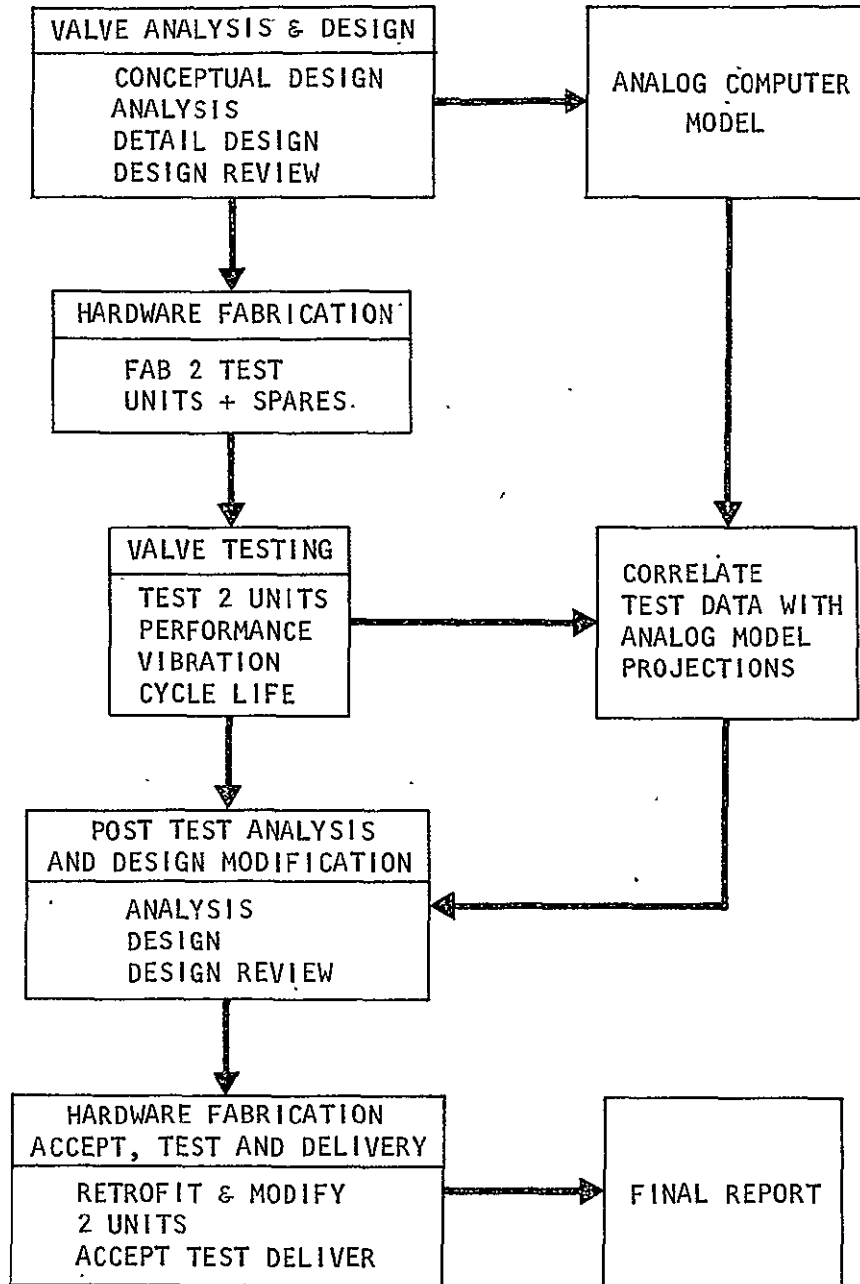 VALVE ANALYSIS & DESIGN
CONCEPTUAL DESIGN
ANALYSIS
DETAIL DESIGN
DESIGN REVIEW
ANALOG COMPUTER
MODEL
HARDWARE FABRICATION
FAB 2 TEST
UNITS + SPARES
VALVE TESTING
TEST 2 UNITS
PERFORMANCE
VIBRATION
CYCLE LIFE
CORRELATE
TEST DATA WITH
ANALOG MODEL
PROJECTIONS
POST TEST ANALYSIS
AND DESIGN MODIFICATION
ANALYSIS
DESIGN
DESIGN REVIEW
HARDWARE FABRICATION
ACCEPT, TEST AND DELIVERY
RETROFIT & MODIFY
2 UNITS
ACCEPT TEST DELIVER
FINAL REPORT